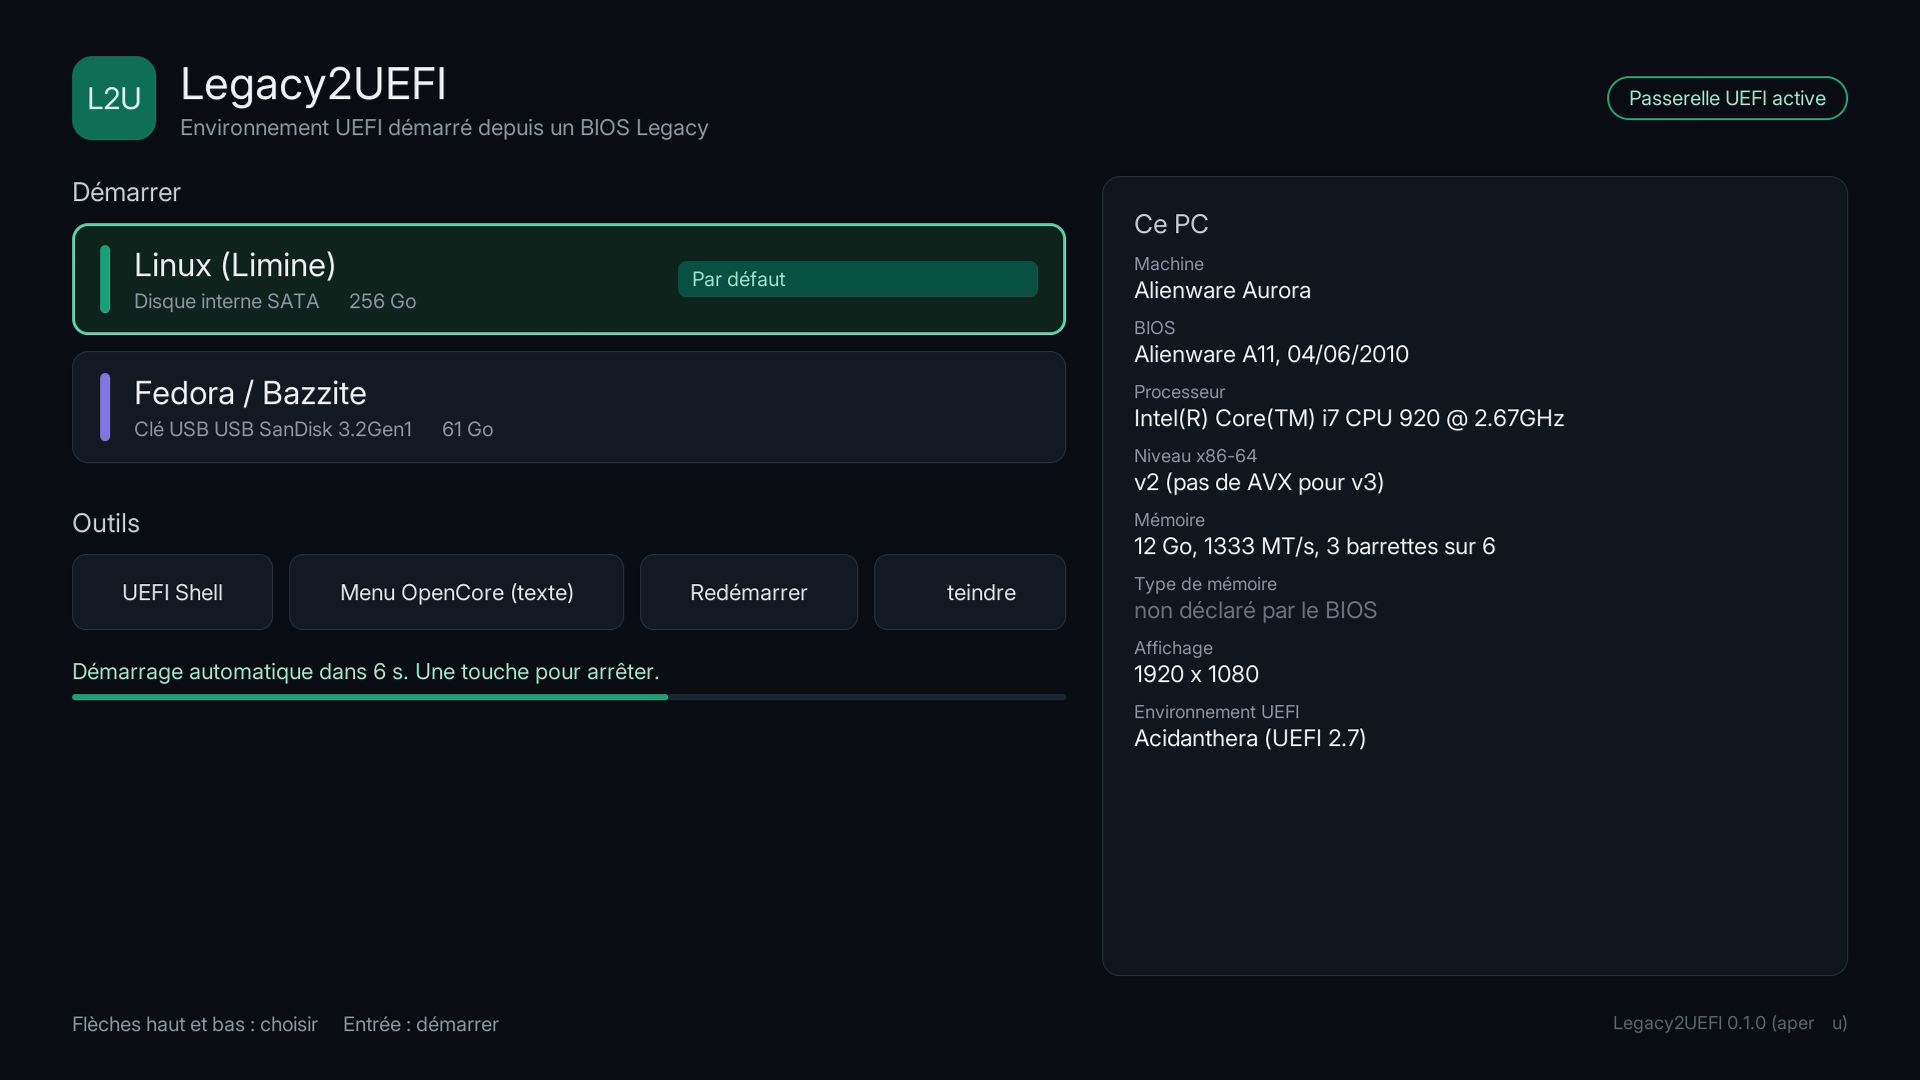 L2U
Legacy2UEFI
Environnement UEFI démarré depuis un BIOS Legacy
Passerelle UEFI active
Démarrer
Linux (Limine)
Disque interne SATA 256 Go
Par défaut
Fedora / Bazzite
Clé USB USB SanDisk 3.2Gen1 61 Go
Outils
UEFI Shell
Menu OpenCore (texte)
Redémarrer
teindre
Démarrage automatique dans 6 s. Une touche pour arrêter.
Ce PC
Machine
Alienware Aurora
BIOS
Alienware A11, 04/06/2010
Processeur
Intel(R) Core(TM) i7 CPU 920 @ 2.67GHz
Niveau x86-64
v2 (pas de AVX pour v3)
Mémoire
12 Go, 1333 MT/s, 3 barrettes sur 6
Type de mémoire
non déclaré par le BIOS
Affichage
1920 x 1080
Environnement UEFI
Acidanthera (UEFI 2.7)
Flèches haut et bas : choisir Entrée : démarrer
Legacy2UEFI 0.1.0 (aper u)